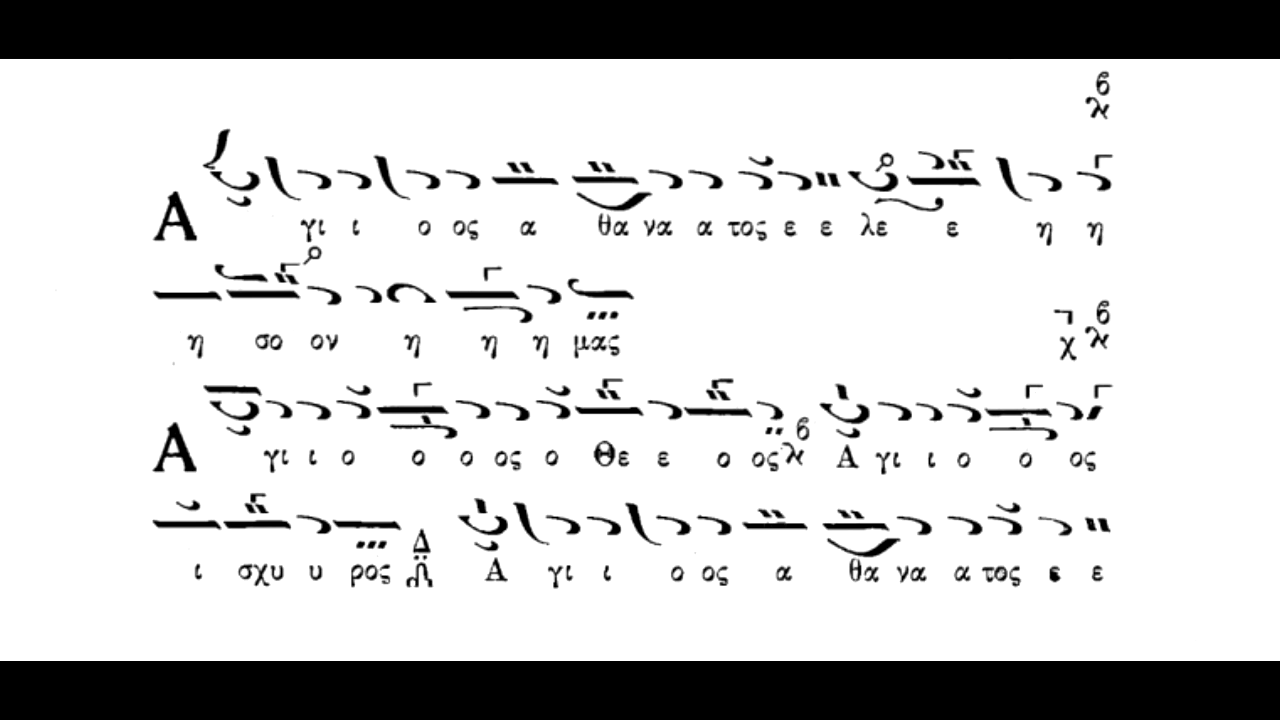 Α γι ι ο ος α θα να α τος ε ε λε ε η η
η σο ον η η η μας
Α γι ι ο ο ο ος ο Θε ε ο ος Α γι ι ο ο ος
ι σχυ υ ρος Δ Α γι ι ο ος α θα να α τος ε ε